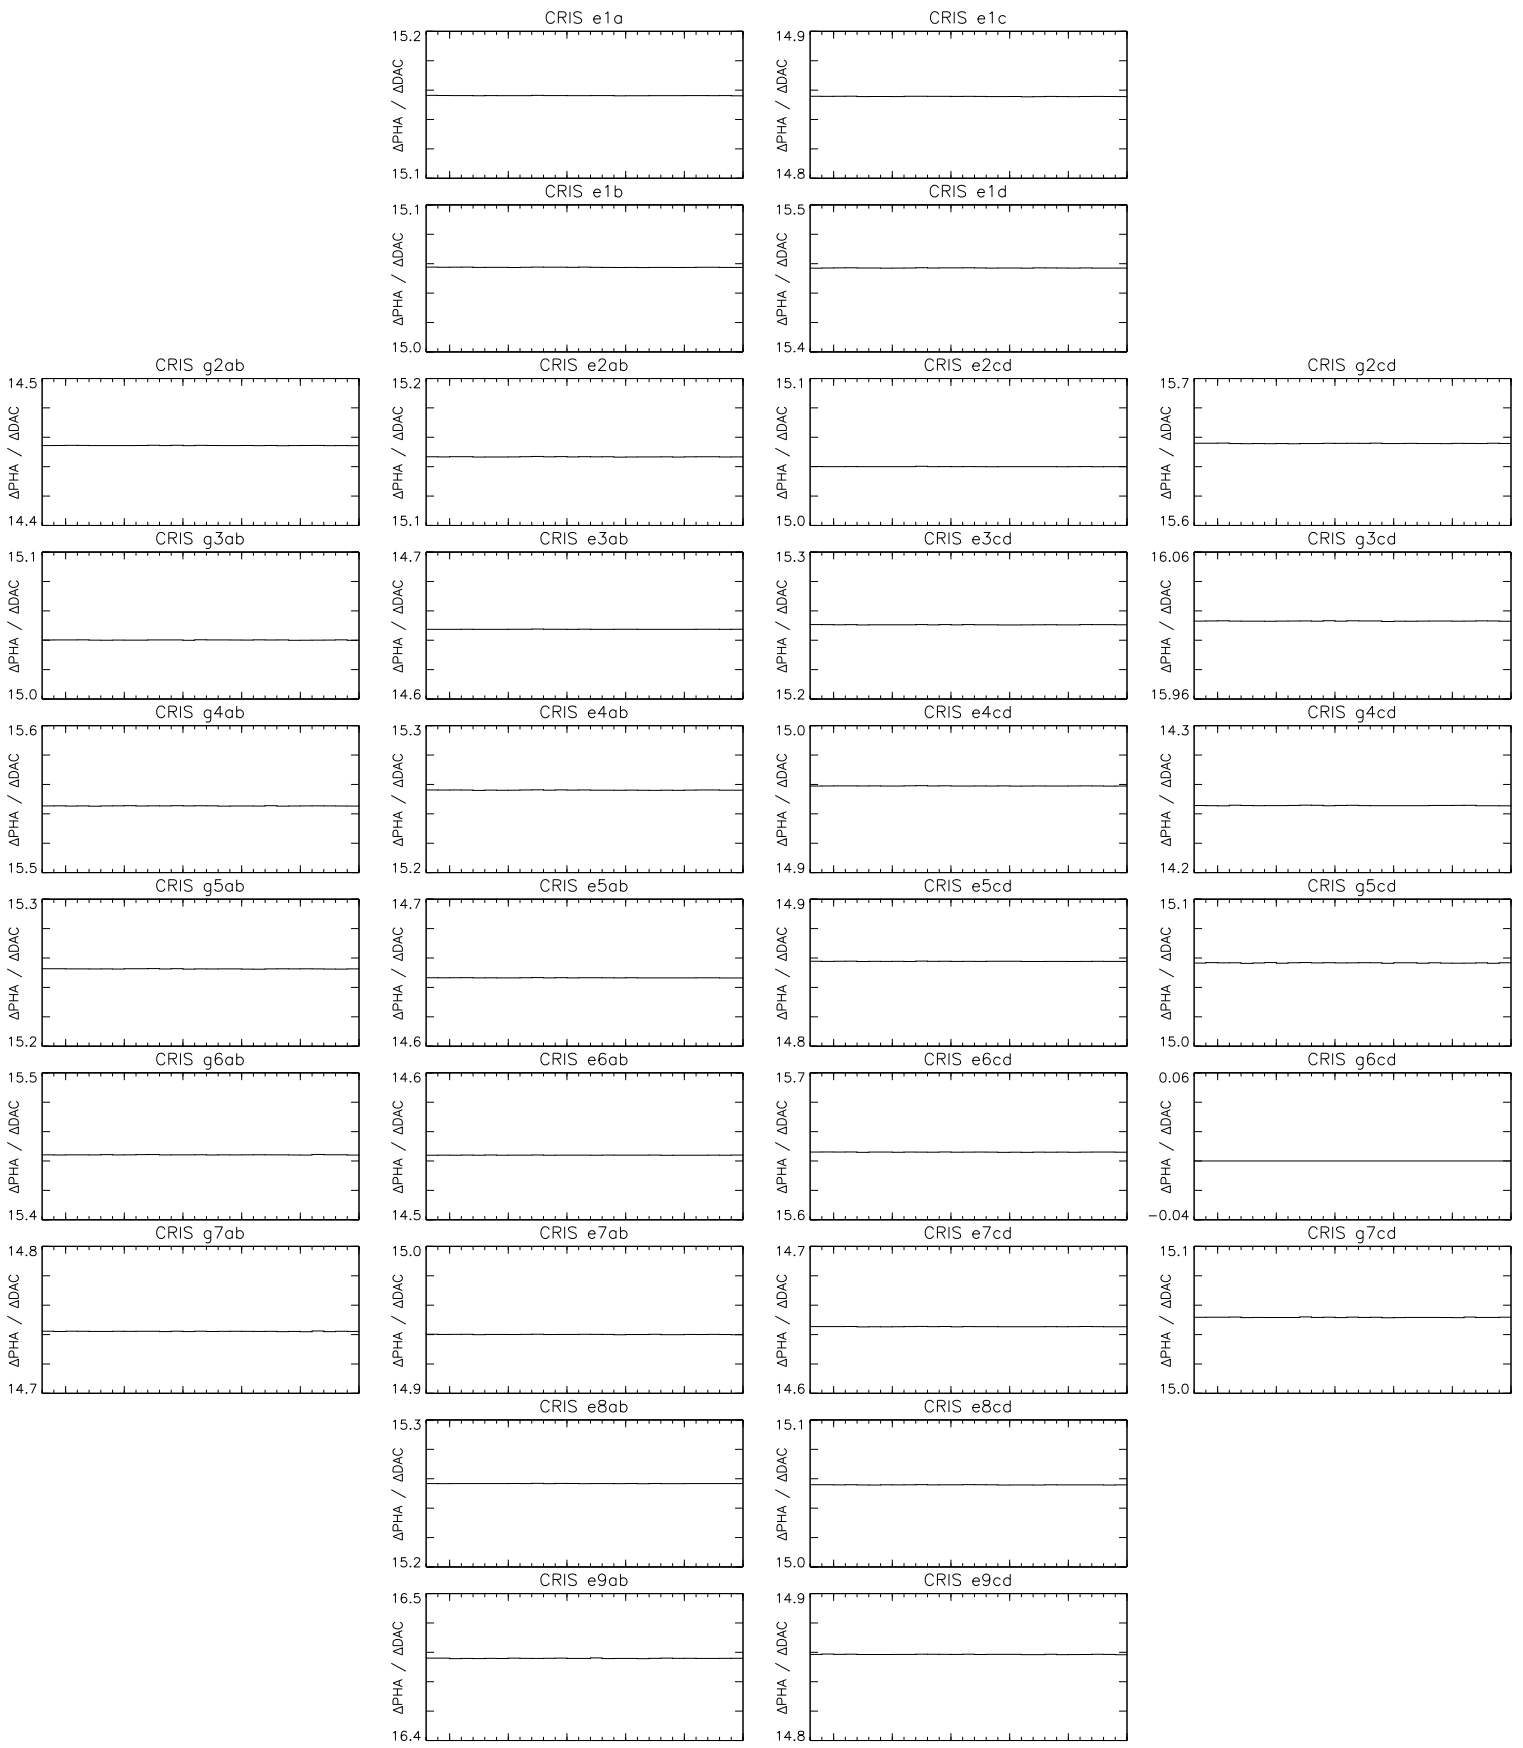 CRIS e1a
15.2
ΔPHA / ΔDAC
15.1
CRIS e1c
14.9
ΔPHA / ΔDAC
14.8
CRIS e1b
15.1
ΔPHA / ΔDAC
15.0
CRIS e1d
15.5
ΔPHA / ΔDAC
15.4
CRIS g2ab
14.5
ΔPHA / ΔDAC
14.4
CRIS e2ab
15.2
ΔPHA / ΔDAC
15.1
CRIS e2cd
15.1
ΔPHA / ΔDAC
15.0
CRIS g2cd
15.7
ΔPHA / ΔDAC
15.6
CRIS g3ab
15.1
ΔPHA / ΔDAC
15.0
CRIS e3ab
14.7
ΔPHA / ΔDAC
14.6
CRIS e3cd
15.3
ΔPHA / ΔDAC
15.2
CRIS g3cd
16.06
ΔPHA / ΔDAC
15.96
CRIS g4ab
15.6
ΔPHA / ΔDAC
15.5
CRIS e4ab
15.3
ΔPHA / ΔDAC
15.2
CRIS e4cd
15.0
ΔPHA / ΔDAC
14.9
CRIS g4cd
14.3
ΔPHA / ΔDAC
14.2
CRIS g5ab
15.3
ΔPHA / ΔDAC
15.2
CRIS e5ab
14.7
ΔPHA / ΔDAC
14.6
CRIS e5cd
14.9
ΔPHA / ΔDAC
14.8
CRIS g5cd
15.1
ΔPHA / ΔDAC
15.0
CRIS g6ab
15.5
ΔPHA / ΔDAC
15.4
CRIS e6ab
14.6
ΔPHA / ΔDAC
14.5
CRIS e6cd
15.7
ΔPHA / ΔDAC
15.6
CRIS g6cd
0.06
ΔPHA / ΔDAC
−0.04
CRIS g7ab
14.8
ΔPHA / ΔDAC
14.7
CRIS e7ab
15.0
ΔPHA / ΔDAC
14.9
CRIS e7cd
14.7
ΔPHA / ΔDAC
14.6
CRIS g7cd
15.1
ΔPHA / ΔDAC
15.0
CRIS e8ab
15.3
ΔPHA / ΔDAC
15.2
CRIS e8cd
15.1
ΔPHA / ΔDAC
15.0
CRIS e9ab
16.5
ΔPHA / ΔDAC
16.4
CRIS e9cd
14.9
ΔPHA / ΔDAC
14.8